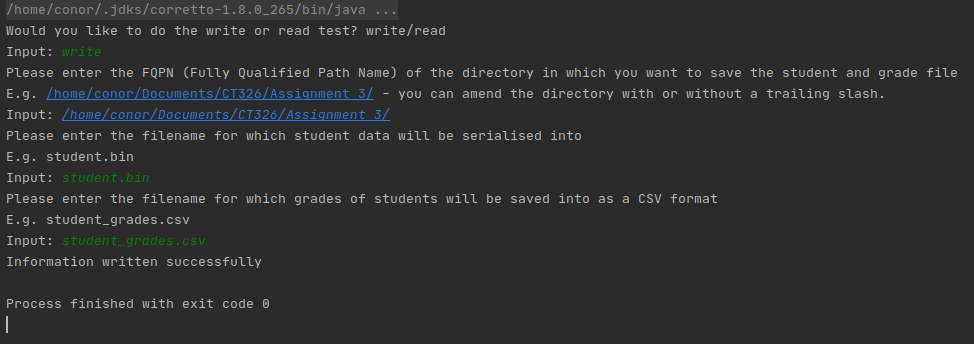 /home/conor/.jdks/corretto-1.8.0_265/bin/java ...
Would you like to do the write or read test? write/read
Input: write
Please enter the FQPN (Fully Qualified Path Name) of the directory in which you want to save the student and grade file
E.g. /home/conor/Documents/CT326/Assignment_3/ - you can amend the directory with or without a trailing slash.
Input: /home/conor/Documents/CT326/Assignment_3/
Please enter the filename for which student data will be serialised into
E.g. student.bin
Input: student.bin
Please enter the filename for which grades of students will be saved into as a CSV format
E.g. student_grades.csv
Input: student_grades.csv
Information written successfully
Process finished with exit code 0